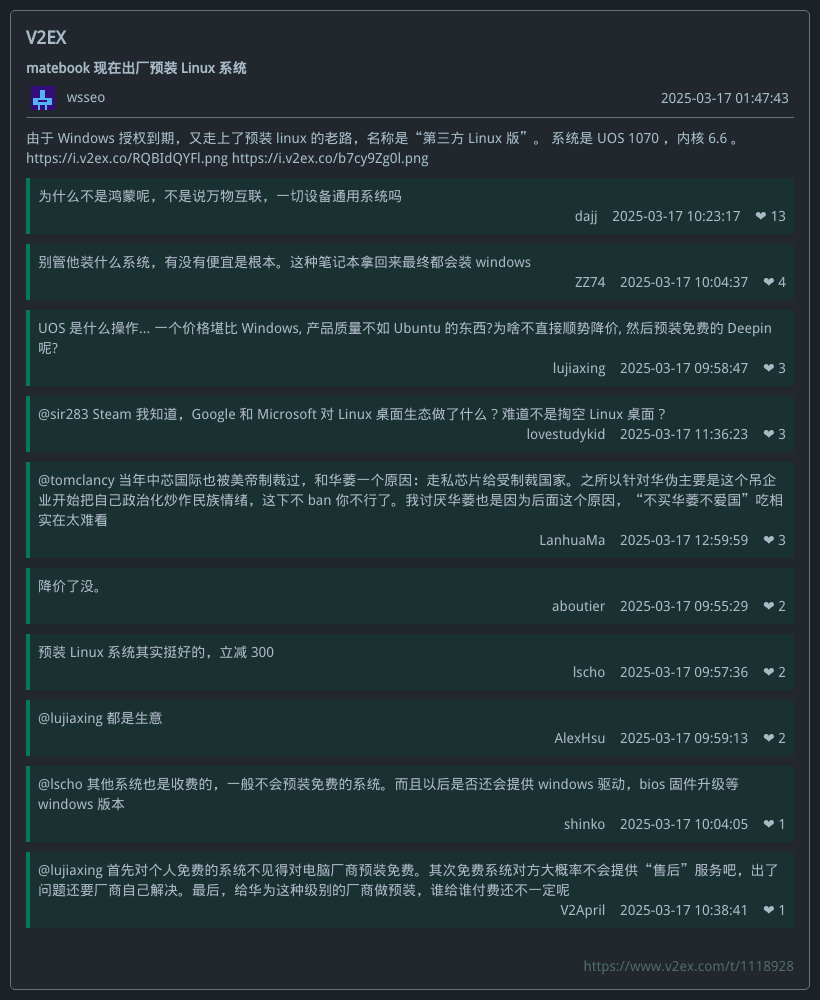 V2EX
matebook 现在出厂预装 Linux 系统
wsseo 2025-03-17 01:47:43
由于 Windows 授权到期，又走上了预装 linux 的老路，名称是“第三方 Linux 版”。 系统是 UOS 1070 ，内核 6.6 。
https://i.v2ex.co/RQBIdQYFl.png https://i.v2ex.co/b7cy9Zg0l.png
为什么不是鸿蒙呢，不是说万物互联，一切设备通用系统吗
dajj 2025-03-17 10:23:17 ❤ 13
别管他装什么系统，有没有便宜是根本。这种笔记本拿回来最终都会装 windows
ZZ74 2025-03-17 10:04:37 ❤ 4
UOS 是什么操作... 一个价格堪比 Windows, 产品质量不如 Ubuntu 的东西?为啥不直接顺势降价, 然后预装免费的 Deepin
呢?
lujiaxing 2025-03-17 09:58:47 ❤ 3
@sir283 Steam 我知道，Google 和 Microsoft 对 Linux 桌面生态做了什么？难道不是掏空 Linux 桌面？
lovestudykid 2025-03-17 11:36:23 ❤ 3
@tomclancy 当年中芯国际也被美帝制裁过，和华菱一个原因：走私芯片给受制裁国家。之所以针对华伪主要是这个吊企
业开始把自己政治化炒作民族情绪，这下不 ban 你不行了。我讨厌华菱也是因为后面这个原因，“不买华菱不爱国”吃相
实在太难看
LanhuaMa 2025-03-17 12:59:59 ❤ 3
降价了没。
aboutier 2025-03-17 09:55:29 ❤ 2
预装 Linux 系统其实挺好的，立减 300
lscho 2025-03-17 09:57:36 ❤ 2
@lujiaxing 都是生意
AlexHsu 2025-03-17 09:59:13 ❤ 2
@lscho 其他系统也是收费的，一般不会预装免费的系统。而且以后是否还会提供 windows 驱动，bios 固件升级等
windows 版本
shinko 2025-03-17 10:04:05 ❤ 1
@lujiaxing 首先对个人免费的系统不见得对电脑厂商预装免费。其次免费系统对方大概率不会提供“售后”服务吧，出了
问题还要厂商自己解决。最后，给华为这种级别的厂商做预装，谁给谁付费还不一定呢
V2April 2025-03-17 10:38:41 ❤ 1
https://www.v2ex.com/t/1118928